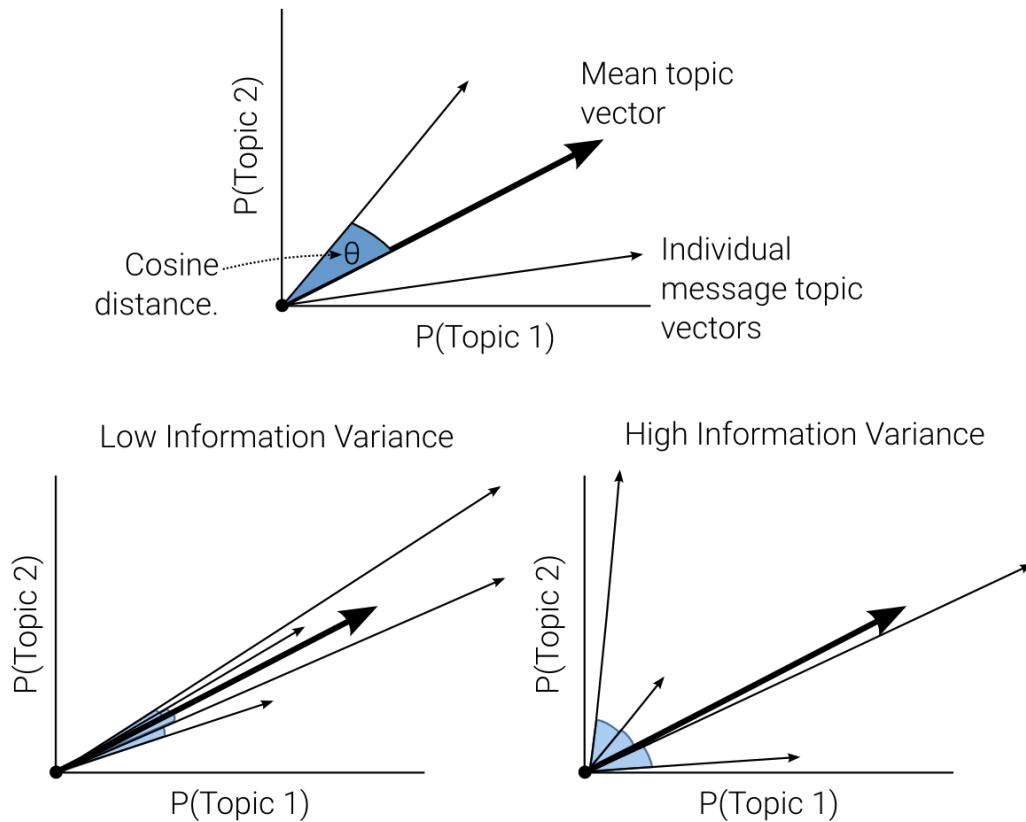 Mean topic
vector
P(Topic 2)
θ
Cosine
distance.
Individual
message topic
vectors
P(Topic 1)
Low Information Variance
High Information Variance
P(Topic 2)
P(Topic 2)
P(Topic 1)
P(Topic 1)